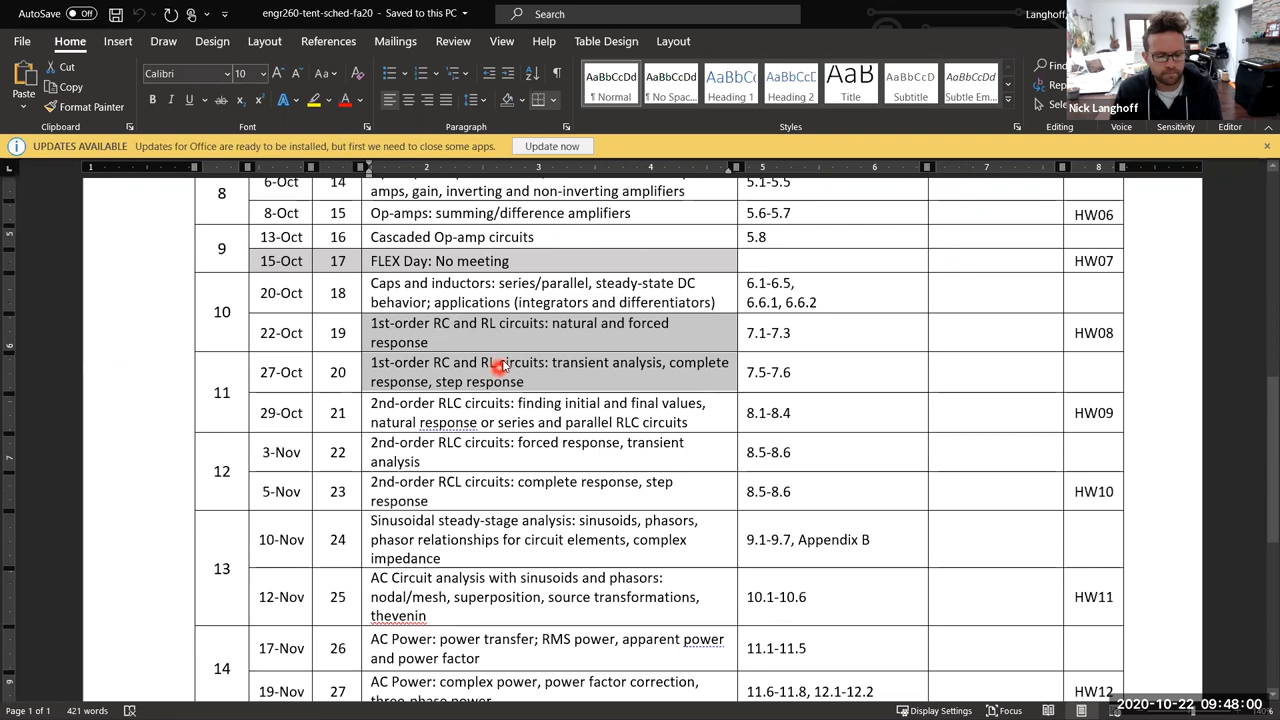 AutoSave Off engr260-tent-sched-fa20 - Saved to this PC Search Langhoff,
File Home Insert Draw Design Layout References Mailings Review View Help Table Design Layout
Paste Cut Copy Format Painter
Calibri 10
AaBbCcDd AaBbCcDd AaBbCc AaBbCcD AaB AaBbCcD AaBbCcDd
¶ Normal ¶ No Spac... Heading 1 Heading 2 Title Subtitle Subtle Em...
Nick Langhoff
Clipboard Font Paragraph Styles Editing Voice Sensitivity Editor
UPDATES AVAILABLE Updates for Office are ready to be installed, but first we need to close some apps. Update now
1 2 3 4 5 6 7 8
8 6-Oct 14 amps, gain, inverting and non-inverting amplifiers 5.1-5.5
8-Oct 15 Op-amps: summing/difference amplifiers 5.6-5.7 HW06
9 13-Oct 16 Cascaded Op-amp circuits 5.8
15-Oct 17 FLEX Day: No meeting HW07
10 20-Oct 18 Caps and inductors: series/parallel, steady-state DC 6.1-6.5,
behavior; applications (integrators and differentiators) 6.6.1, 6.6.2
22-Oct 19 1st-order RC and RL circuits: natural and forced 7.1-7.3 HW08
response
11 27-Oct 20 1st-order RC and RL circuits: transient analysis, complete 7.5-7.6
response, step response
29-Oct 21 2nd-order RLC circuits: finding initial and final values, 8.1-8.4 HW09
natural response or series and parallel RLC circuits
12 3-Nov 22 2nd-order RLC circuits: forced response, transient 8.5-8.6
analysis
5-Nov 23 2nd-order RCL circuits: complete response, step 8.5-8.6 HW10
response
13 10-Nov 24 Sinusoidal steady-stage analysis: sinusoids, phasors,
phasor relationships for circuit elements, complex 9.1-9.7, Appendix B
impedance
12-Nov 25 AC Circuit analysis with sinusoids and phasors:
nodal/mesh, superposition, source transformations, 10.1-10.6 HW11
thevenin
14 17-Nov 26 AC Power: power transfer; RMS power, apparent power 11.1-11.5
and power factor
19-Nov 27 AC Power: complex power, power factor correction, 11.6-11.8, 12.1-12.2 HW12
three-phase power
Page 1 of 1 421 words Display Settings Focus
2020-10-22 09:48:00